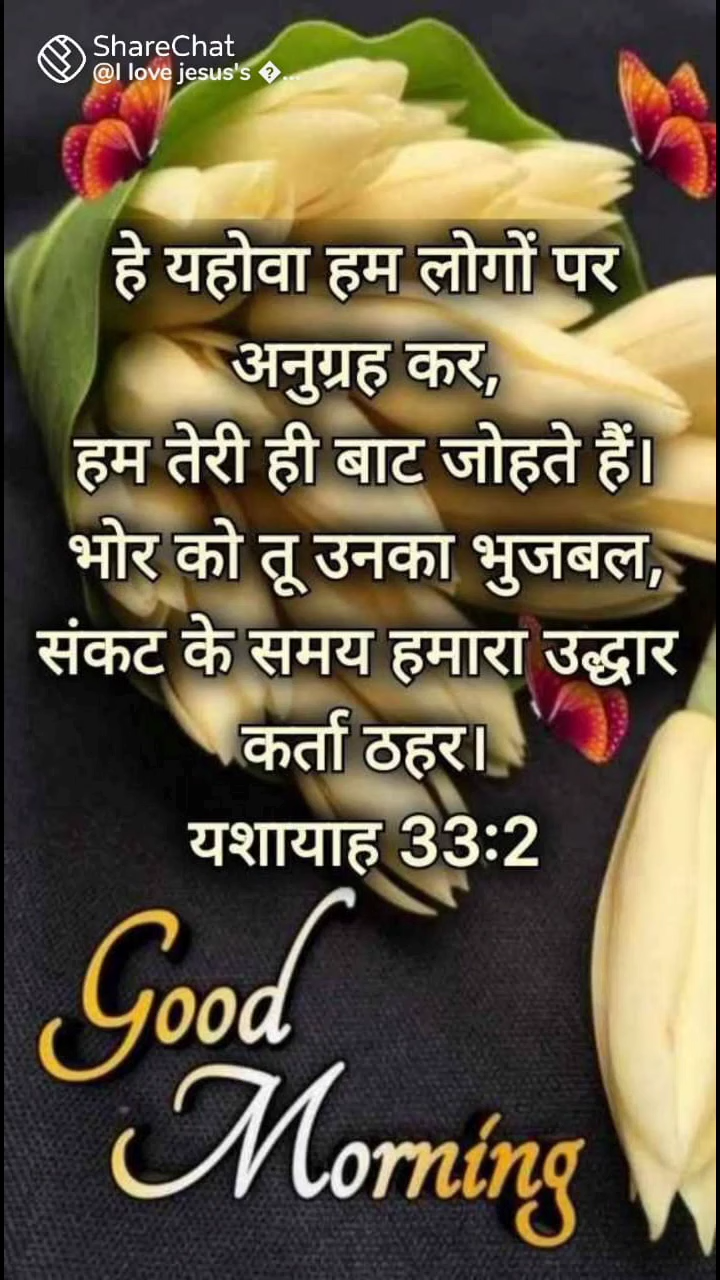 ShareChat
@I love jesus's �...
हे यहोवा हम लोगों पर
अनुग्रह कर,
हम तेरी ही बाट जोहते हैं।
भोर को तू उनका भुजबल,
संकट के समय हमारा उद्धार
कर्ता ठहर।
यशायाह 33:2
Good
Morning